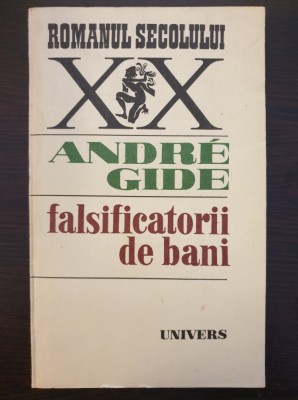 ROMANUL SECOLULUI
XX
ANDRÉ
GIDE
falsificatorii
de bani
UNIVERS